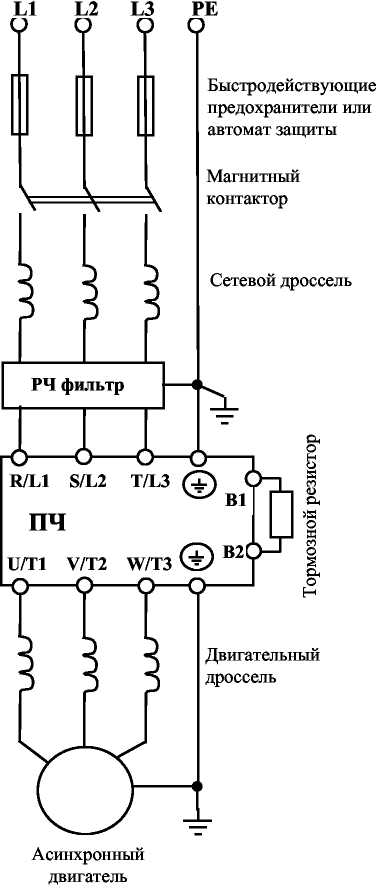 L1 L2 L3 PE
Быстродействующие
предохранители или
автомат защиты
Магнитный
контактор
Сетевой дроссель
РЧ фильтр
R/L1 S/L2 T/L3
B1
ПЧ
B2
Тормозной резистор
U/T1 V/T2 W/T3
Двигательный
дроссель
Асинхронный
двигатель